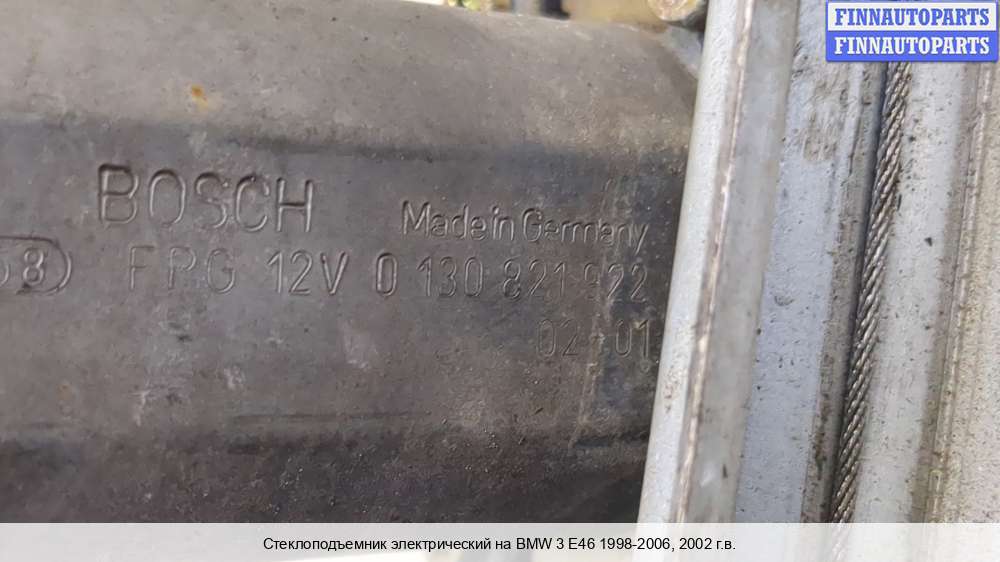 FINNAUTOPARTS
FINNAUTOPARTS
BOSCH Made in Germany
8 FPG 12V 0 130 821 922
02 01
Стеклоподъемник электрический на BMW 3 E46 1998-2006, 2002 г.в.